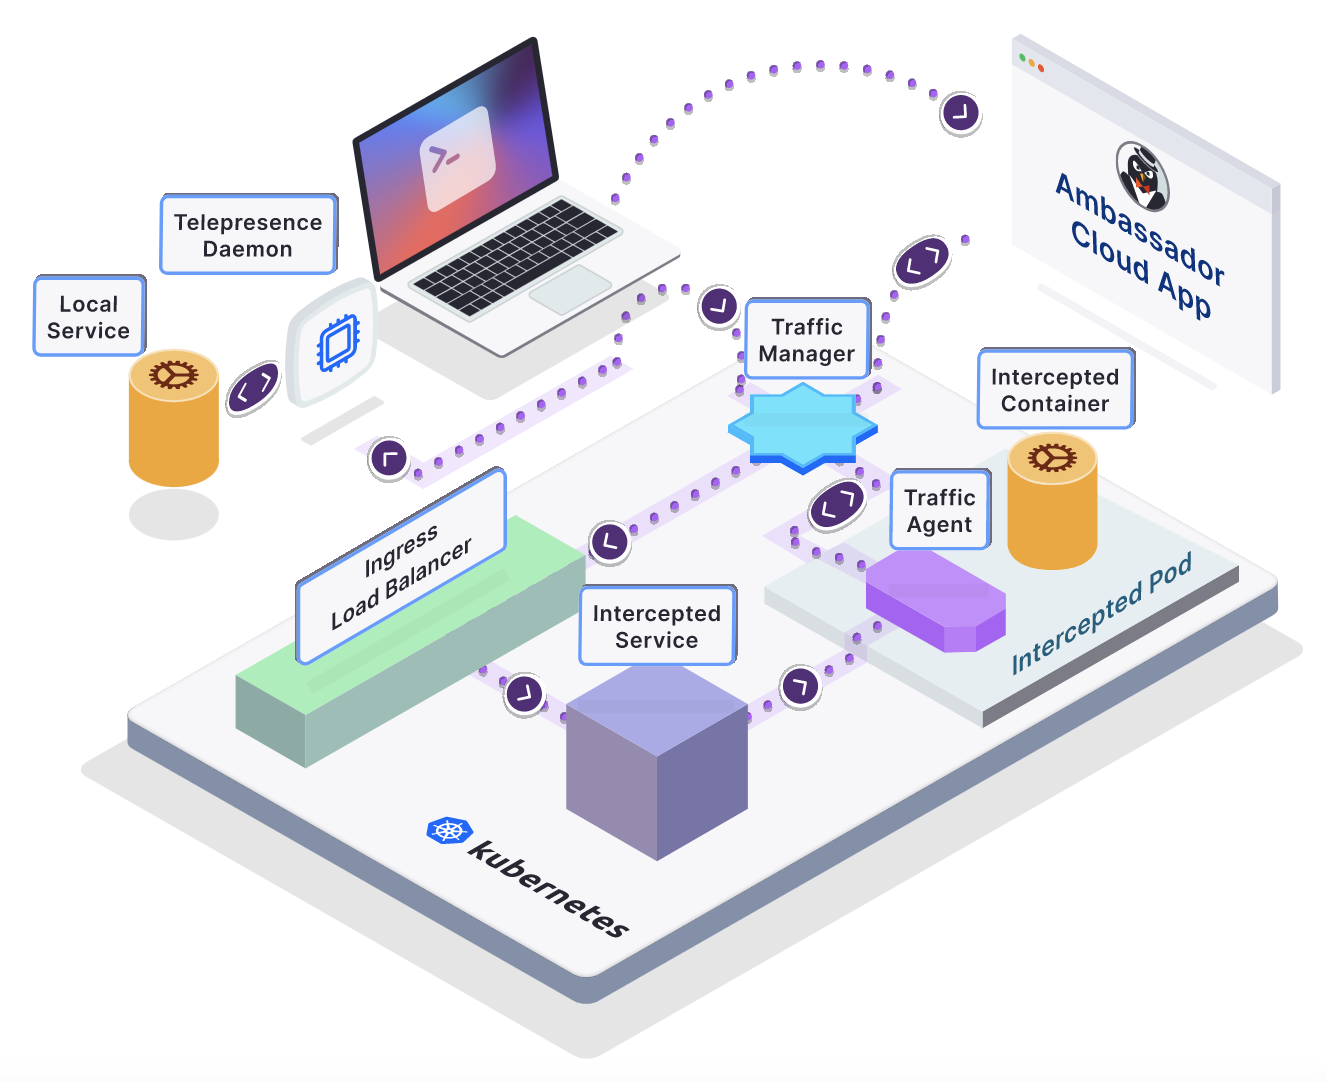 Telepresence
Daemon
Local
Service
Ambassador
Cloud App
Traffic
Manager
Intercepted
Container
Traffic
Agent
Ingress
Load Balancer
Intercepted
Service
Intercepted Pod
kubernetes